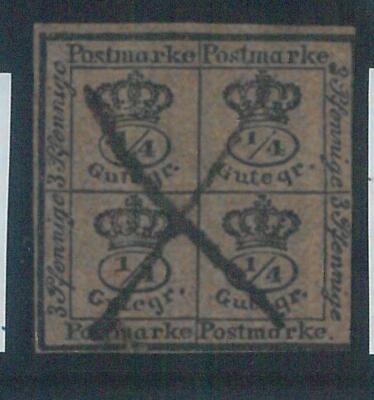 Postmarke Postmarke.
1/4 1/4
Gutegr. Gutegr.
1/4 1/4
Gutegr. Gutegr.
Postmarke Postmarke.
3 Pfennige 3 Pfennige
3 Pfennige 3 Pfennige